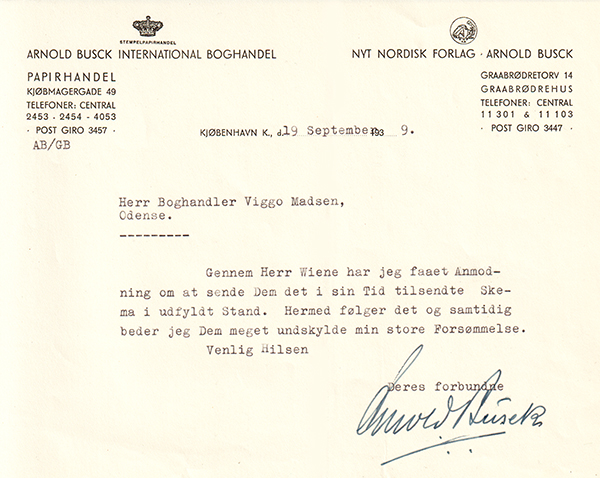 STEMPELPAPIRHANDEL
ARNOLD BUSCK INTERNATIONAL BOGHANDEL
PAPIRHANDEL
KJØBMAGERGADE 49
TELEFONER: CENTRAL
2453 - 2454 - 4053
· POST GIRO 3457 ·
AB/GB
NYT NORDISK FORLAG · ARNOLD BUSCK
GRAABRØDRETORV 14
GRAABRØDREHUS
TELEFONER: CENTRAL
11301 & 11103
· POST GIRO 3447 ·
KJØBENHAVN K., d. 19 September 193 9.
Herr Boghandler Viggo Madsen,
Odense.
---------
Gennem Herr Wiene har jeg faaet Anmod-
ning om at sende Dem det i sin Tid tilsendte Ske-
ma i udfyldt Stand. Hermed følger det og samtidig
beder jeg Dem meget undskylde min store Forsømmelse.
Venlig Hilsen
Deres forbundne
Arnold Busck